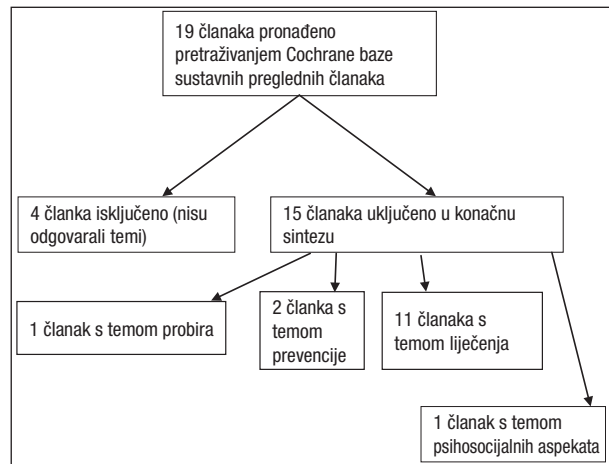 19 članaka pronađeno
pretraživanjem Cochrane baze
sustavnih preglednih članaka
4 članka isključeno (nisu
odgovarali temi)
15 članaka uključeno u konačnu
sintezu
1 članak s temom probira
2 članka s
temom
prevencije
11 članaka s
temom liječenja
1 članak s temom
psihosocijalnih aspekata